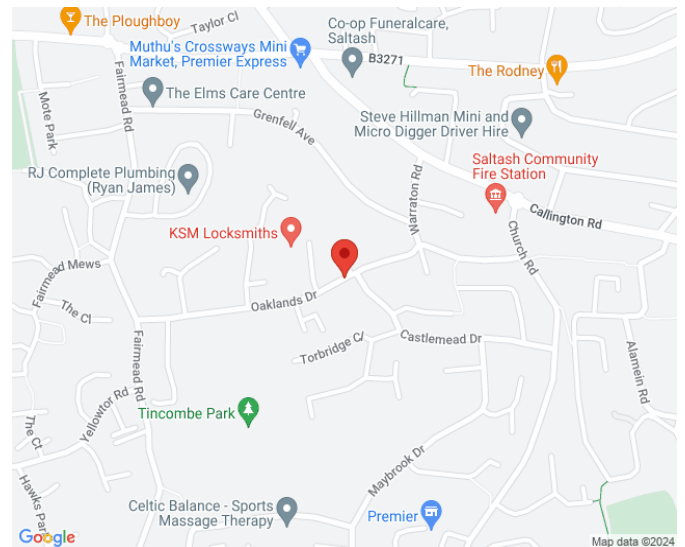 The Ploughboy
Taylor Cl
Co-op Funeralcare,
Saltash
Muthu's Crossways Mini
Market, Premier Express
B3271
The Rodney
Mote Park
Fairmead Rd
The Elms Care Centre
Grenfell Ave
Steve Hillman Mini and
Micro Digger Driver Hire
RJ Complete Plumbing
(Ryan James)
Saltash Community
Fire Station
Warraton Rd
Callington Rd
KSM Locksmiths
Church Rd
Fairmead Mews
Oaklands Dr
The Cl
Fairmead Rd
Torbridge Cl
Castlemead Dr
Alamein Rd
Yellowtor Rd
Tincombe Park
The Ct
Maybrook Dr
Hawks Park
Celtic Balance - Sports
Massage Therapy
Premier
Google
Map data ©2024